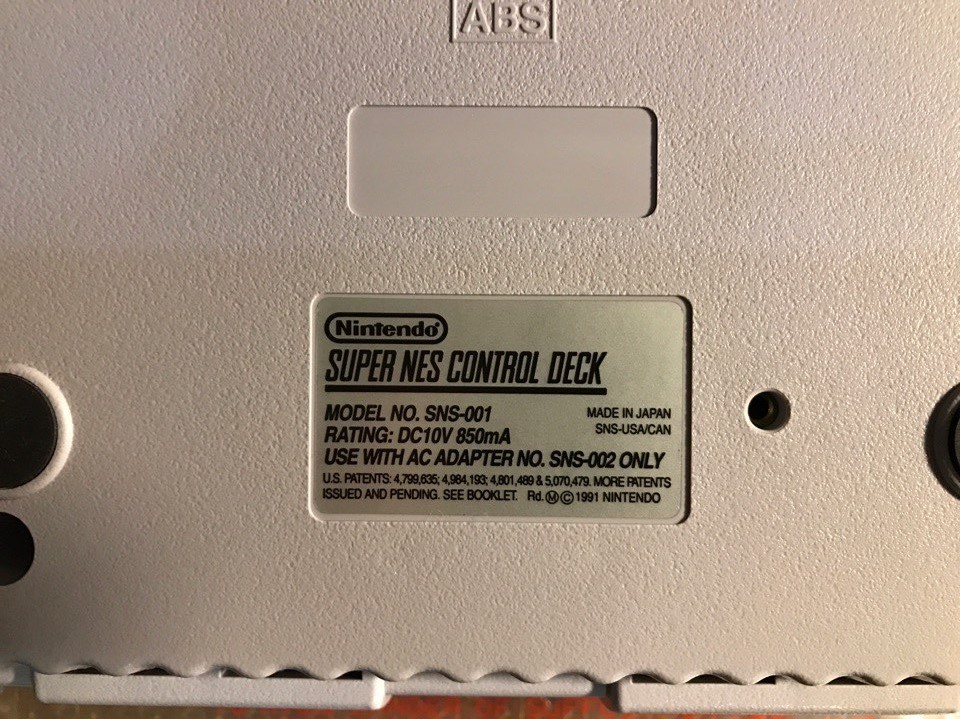 ABS
Nintendo®
SUPER NES CONTROL DECK
MODEL NO. SNS-001
RATING: DC10V 850mA
USE WITH AC ADAPTER NO. SNS-002 ONLY
MADE IN JAPAN
SNS-USA/CAN
U.S. PATENTS: 4,799,635; 4,984,193; 4,801,489 & 5,070,479. MORE PATENTS
ISSUED AND PENDING. SEE BOOKLET. Rd.ⓂⒸ1991 NINTENDO